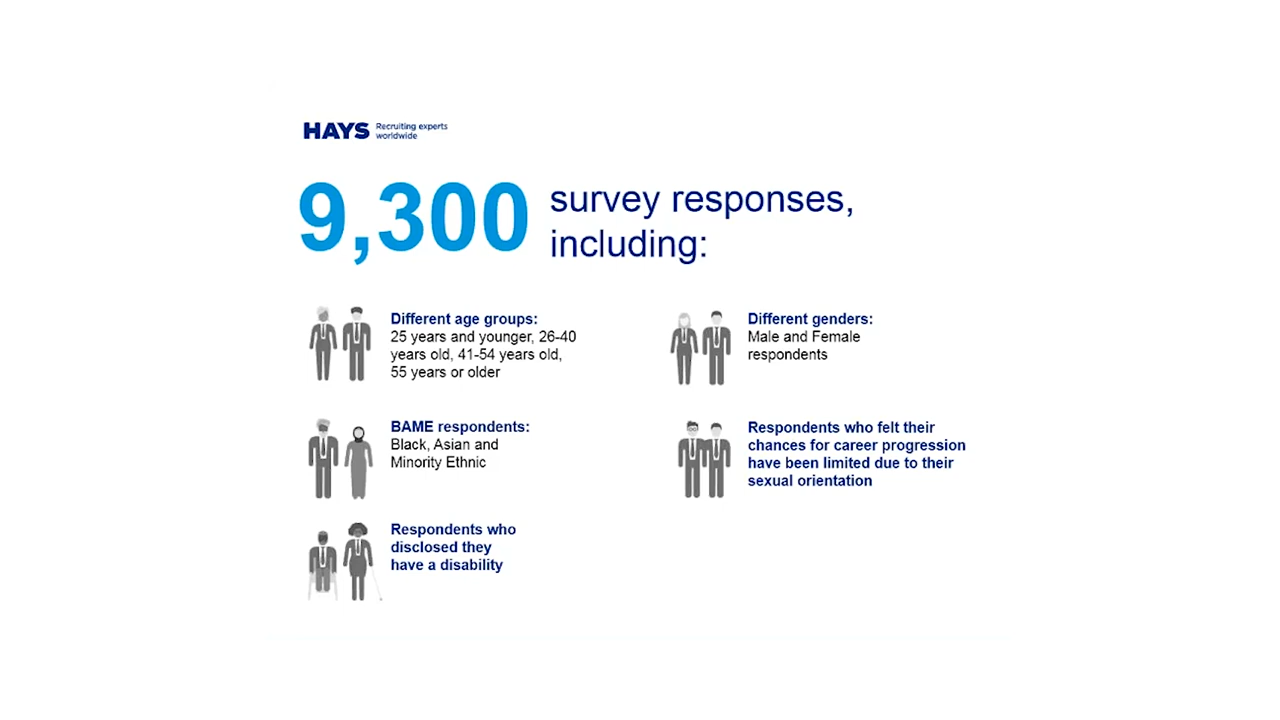 HAYS Recruiting experts
worldwide
9,300 survey responses,
including:
Different age groups:
25 years and younger, 26-40
years old, 41-54 years old,
55 years or older
Different genders:
Male and Female
respondents
BAME respondents:
Black, Asian and
Minority Ethnic
Respondents who felt their
chances for career progression
have been limited due to their
sexual orientation
Respondents who
disclosed they
have a disability